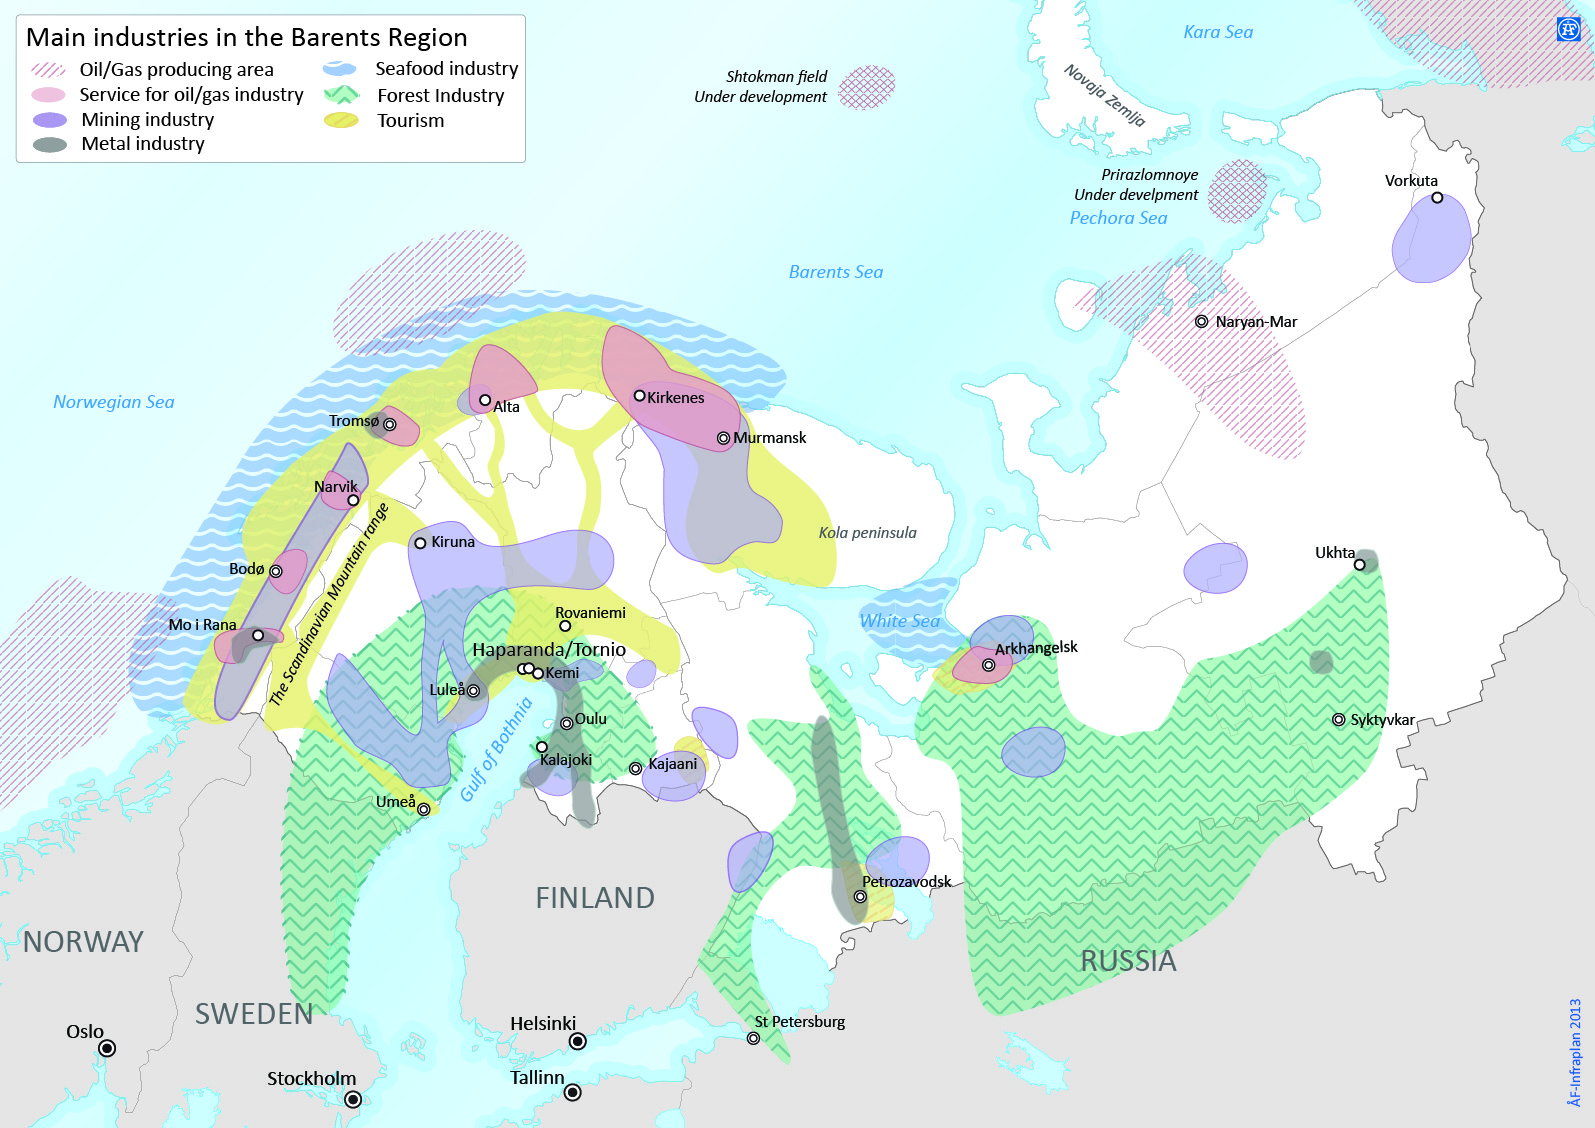 Main industries in the Barents Region
Oil/Gas producing area
Service for oil/gas industry
Mining industry
Metal industry
Seafood industry
Forest Industry
Tourism
Kara Sea
ÅF
Shtokman field
Under development
Novaja Zemlja
Prirazlomnoye
Under develpment
Pechora Sea
Vorkuta
Barents Sea
Naryan-Mar
Norwegian Sea
Alta
Kirkenes
Tromsø
Murmansk
Narvik
Kola peninsula
Kiruna
The Scandinavian Mountain range
Ukhta
Bodø
Rovaniemi
Mo i Rana
White Sea
Arkhangelsk
Haparanda/Tornio
Kemi
Luleå
Oulu
Syktyvkar
Gulf of Bothnia
Kalajoki
Kajaani
Umeå
Petrozavodsk
FINLAND
NORWAY
RUSSIA
SWEDEN
Oslo
Helsinki
St Petersburg
Stockholm
Tallinn
ÅF-Infraplan 2013